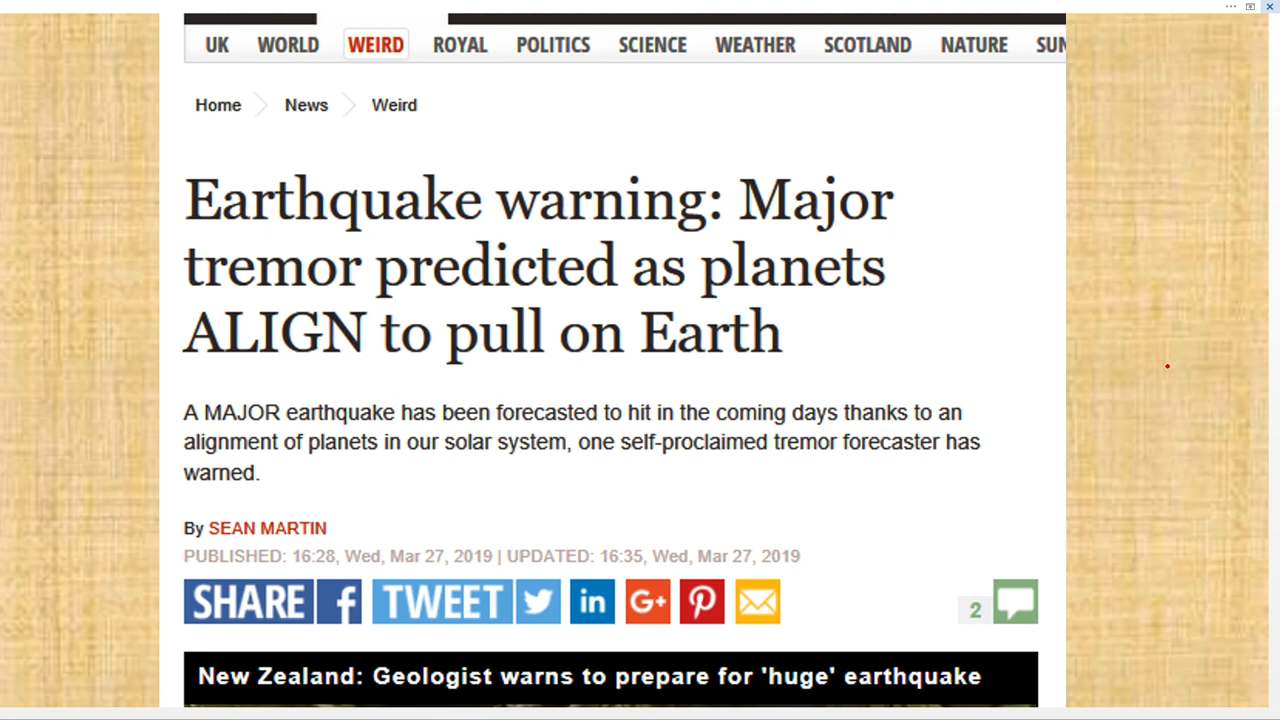 UK WORLD WEIRD ROYAL POLITICS SCIENCE WEATHER SCOTLAND NATURE
Home News Weird
Earthquake warning: Major
tremor predicted as planets
ALIGN to pull on Earth
A MAJOR earthquake has been forecasted to hit in the coming days thanks to an
alignment of planets in our solar system, one self-proclaimed tremor forecaster has
warned.
By SEAN MARTIN
PUBLISHED: 16:28, Wed, Mar 27, 2019 | UPDATED: 16:35, Wed, Mar 27, 2019
SHARE f TWEET in G+ 2
New Zealand: Geologist warns to prepare for 'huge' earthquake